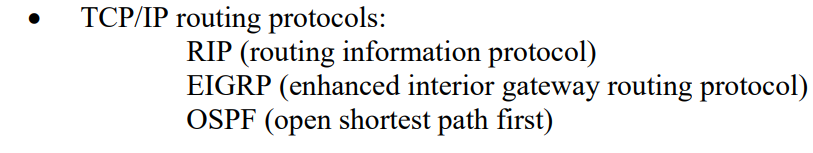 • TCP/IP routing protocols:
RIP (routing information protocol)
EIGRP (enhanced interior gateway routing protocol)
OSPF (open shortest path first)